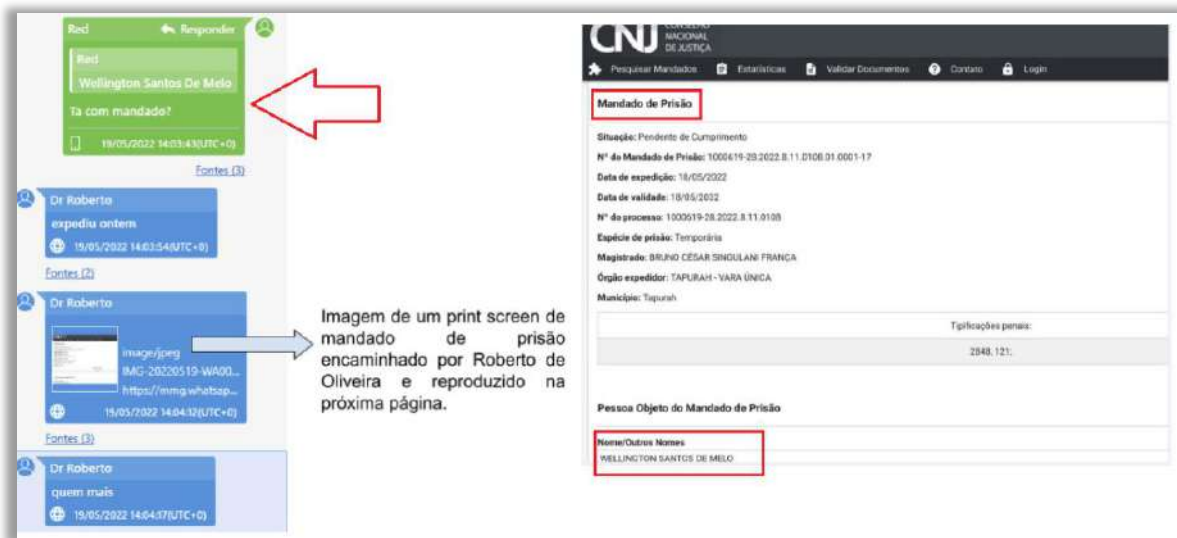 Red Responder
Red
Wellington Santos De Melo
Ta com mandado?
19/05/2022 14:03:43(UTC+0)
Fontes (3)
Dr Roberto
expediu ontem
19/05/2022 14:03:54(UTC+0)
Fontes (2)
Dr Roberto
image/jpeg
IMG-20220519-WA00...
https://mmg.whatsap...
19/05/2022 14:04:12(UTC+0)
Fontes (3)
Dr Roberto
quem mais
19/05/2022 14:04:17(UTC+0)
Imagem de um print screen de
mandado de prisão
encaminhado por Roberto de
Oliveira e reproduzido na
próxima página.
CNJ
CONSELHO
NACIONAL
DE JUSTIÇA
Pesquisar Mandados Estatísticas Validar Documentos Contato Login
Mandado de Prisão
Situação: Pendente de Cumprimento
Nº do Mandado de Prisão: 1000619-28.2022.8.11.0108.01.0001-17
Data de expedição: 18/05/2022
Data de validade: 18/05/2032
Nº do processo: 1000619-28.2022.8.11.0108
Espécie de prisão: Temporária
Magistrado: BRUNO CÉSAR SINGULANI FRANÇA
Órgão expedidor: TAPURAH - VARA ÚNICA
Município: Tapurah
Tipificações penais:
2848, 121;
Pessoa Objeto do Mandado de Prisão
Nome/Outros Nomes
WELLINGTON SANTOS DE MELO